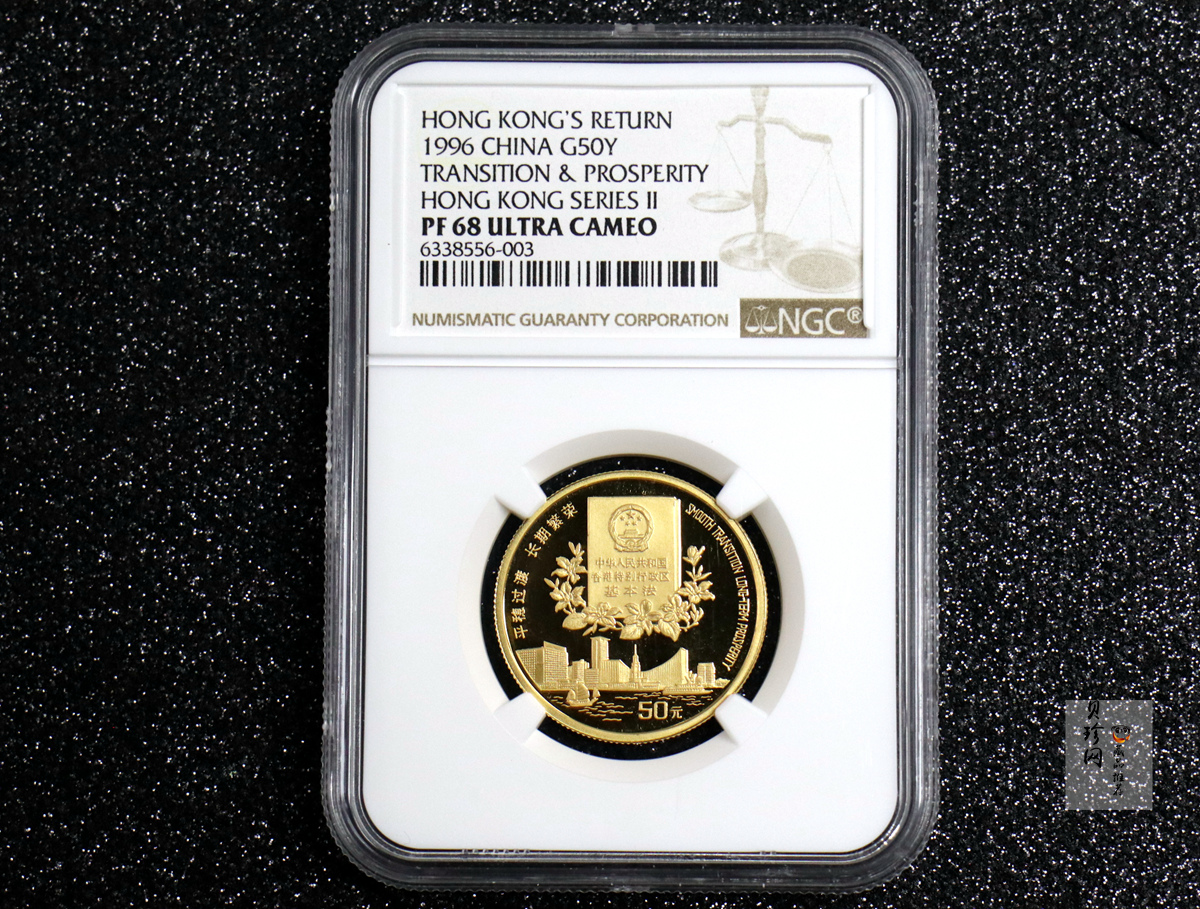 HONG KONG'S RETURN
1996 CHINA G50Y
TRANSITION & PROSPERITY
HONG KONG SERIES II
PF 68 ULTRA CAMEO
6338556-003
NUMISMATIC GUARANTY CORPORATION
NGC®
平稳过渡 长期繁荣
SMOOTH TRANSITION LONG-TERM PROSPERITY
中华人民共和国
香港特别行政区
基本法
50元
贝珍网